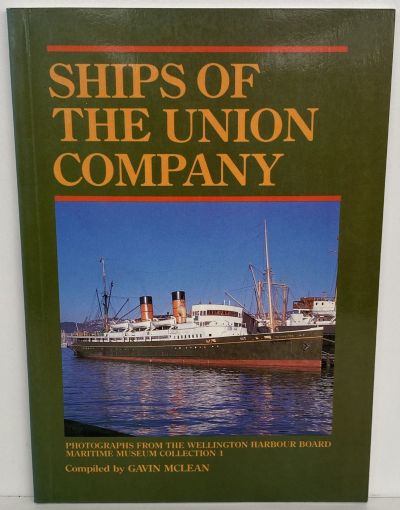 SHIPS OF
THE UNION
COMPANY
PHOTOGRAPHS FROM THE WELLINGTON HARBOUR BOARD
MARITIME MUSEUM COLLECTION 1
Compiled by GAVIN MCLEAN